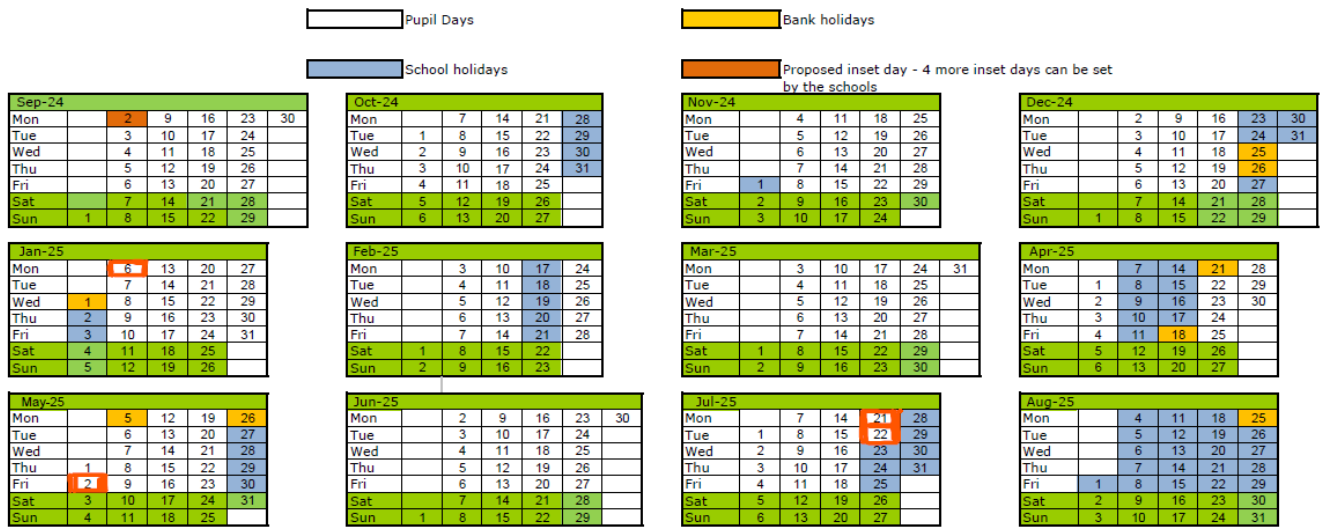 Pupil Days Bank holidays
School holidays Proposed inset day - 4 more inset days can be set
by the schools
Sep-24 Oct-24 Nov-24 Dec-24
Mon 2 9 16 23 30 Mon 7 14 21 28 Mon 4 11 18 25 Mon 2 9 16 23 30
Tue 3 10 17 24 Tue 1 8 15 22 29 Tue 5 12 19 26 Tue 3 10 17 24 31
Wed 4 11 18 25 Wed 2 9 16 23 30 Wed 6 13 20 27 Wed 4 11 18 25
Thu 5 12 19 26 Thu 3 10 17 24 31 Thu 7 14 21 28 Thu 5 12 19 26
Fri 6 13 20 27 Fri 4 11 18 25 Fri 1 8 15 22 29 Fri 6 13 20 27
Sat 7 14 21 28 Sat 5 12 19 26 Sat 2 9 16 23 30 Sat 7 14 21 28
Sun 1 8 15 22 29 Sun 6 13 20 27 Sun 3 10 17 24 Sun 1 8 15 22 29
Jan-25 Feb-25 Mar-25 Apr-25
Mon 6 13 20 27 Mon 3 10 17 24 Mon 3 10 17 24 31 Mon 7 14 21 28
Tue 7 14 21 28 Tue 4 11 18 25 Tue 4 11 18 25 Tue 1 8 15 22 29
Wed 1 8 15 22 29 Wed 5 12 19 26 Wed 5 12 19 26 Wed 2 9 16 23 30
Thu 2 9 16 23 30 Thu 6 13 20 27 Thu 6 13 20 27 Thu 3 10 17 24
Fri 3 10 17 24 31 Fri 7 14 21 28 Fri 7 14 21 28 Fri 4 11 18 25
Sat 4 11 18 25 Sat 1 8 15 22 Sat 1 8 15 22 29 Sat 5 12 19 26
Sun 5 12 19 26 Sun 2 9 16 23 Sun 2 9 16 23 30 Sun 6 13 20 27
May-25 Jun-25 Jul-25 Aug-25
Mon 5 12 19 26 Mon 2 9 16 23 30 Mon 7 14 21 28 Mon 4 11 18 25
Tue 6 13 20 27 Tue 3 10 17 24 Tue 1 8 15 22 29 Tue 5 12 19 26
Wed 7 14 21 28 Wed 4 11 18 25 Wed 2 9 16 23 30 Wed 6 13 20 27
Thu 1 8 15 22 29 Thu 5 12 19 26 Thu 3 10 17 24 31 Thu 7 14 21 28
Fri 2 9 16 23 30 Fri 6 13 20 27 Fri 4 11 18 25 Fri 1 8 15 22 29
Sat 3 10 17 24 31 Sat 7 14 21 28 Sat 5 12 19 26 Sat 2 9 16 23 30
Sun 4 11 18 25 Sun 1 8 15 22 29 Sun 6 13 20 27 Sun 3 10 17 24 31